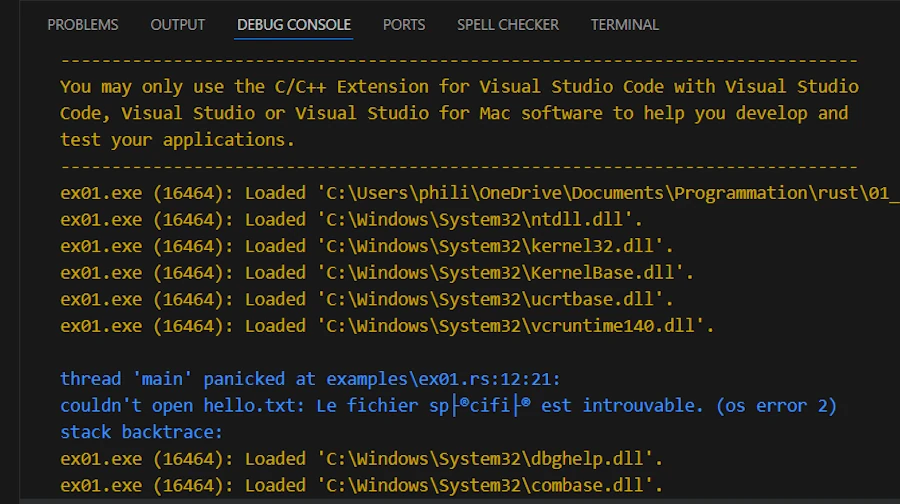 PROBLEMS OUTPUT DEBUG CONSOLE PORTS SPELL CHECKER TERMINAL
------------------------------------------------------------------------------
You may only use the C/C++ Extension for Visual Studio Code with Visual Studio
Code, Visual Studio or Visual Studio for Mac software to help you develop and
test your applications.
------------------------------------------------------------------------------
ex01.exe (16464): Loaded 'C:\Users\phili\OneDrive\Documents\Programmation\rust\01_
ex01.exe (16464): Loaded 'C:\Windows\System32\ntdll.dll'.
ex01.exe (16464): Loaded 'C:\Windows\System32\kernel32.dll'.
ex01.exe (16464): Loaded 'C:\Windows\System32\KernelBase.dll'.
ex01.exe (16464): Loaded 'C:\Windows\System32\ucrtbase.dll'.
ex01.exe (16464): Loaded 'C:\Windows\System32\vcruntime140.dll'.
thread 'main' panicked at examples\ex01.rs:12:21:
couldn't open hello.txt: Le fichier sp├®cifi├® est introuvable. (os error 2)
stack backtrace:
ex01.exe (16464): Loaded 'C:\Windows\System32\dbghelp.dll'.
ex01.exe (16464): Loaded 'C:\Windows\System32\combase.dll'.